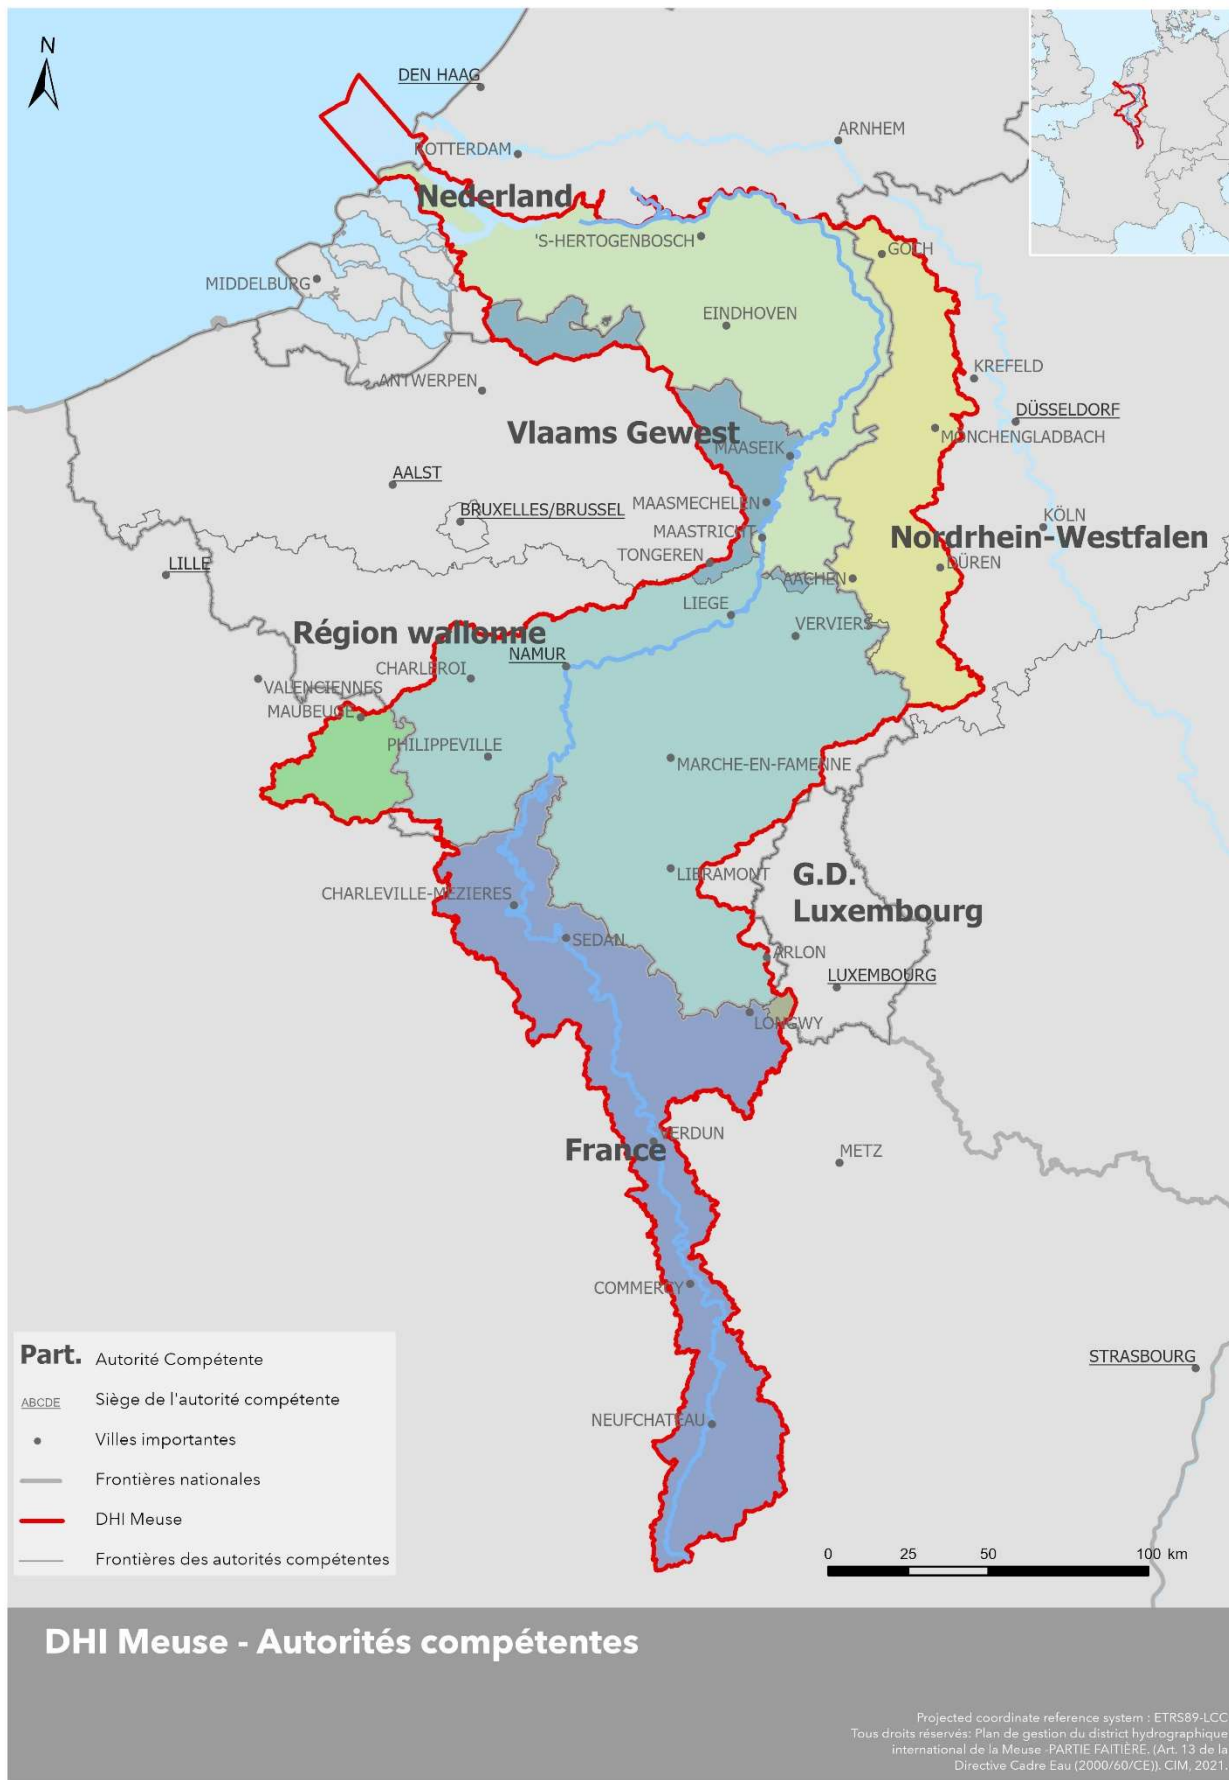 N
DEN HAAG
ARNHEM
ROTTERDAM
Nederland
'S-HERTOGENBOSCH
GOCH
MIDDELBURG
EINDHOVEN
KREFELD
ANTWERPEN
DÜSSELDORF
Vlaams Gewest
MÖNCHENGLADBACH
MAASEIK
AALST
MAASMECHELEN
BRUXELLES/BRUSSEL
KÖLN
MAASTRICHT
Nordrhein-Westfalen
TONGEREN
LILLE
DÜREN
AACHEN
LIEGE
VERVIERS
Région wallonne
NAMUR
CHARLEROI
VALENCIENNES
MAUBEUGE
PHILIPPEVILLE
MARCHE-EN-FAMENNE
LIBRAMONT
G.D.
Luxembourg
CHARLEVILLE-MEZIERES
SEDAN
ARLON
LUXEMBOURG
LONGWY
VERDUN
France
METZ
COMMERCY
Part. Autorité Compétente
STRASBOURG
ABCDE Siège de l'autorité compétente
NEUFCHATEAU
Villes importantes
Frontières nationales
DHI Meuse
Frontières des autorités compétentes
0 25 50 100 km
DHI Meuse - Autorités compétentes
Projected coordinate reference system : ETRS89-LCC
Tous droits réservés: Plan de gestion du district hydrographique
international de la Meuse -PARTIE FAITIÈRE. (Art. 13 de la
Directive Cadre Eau (2000/60/CE)). CIM, 2021.